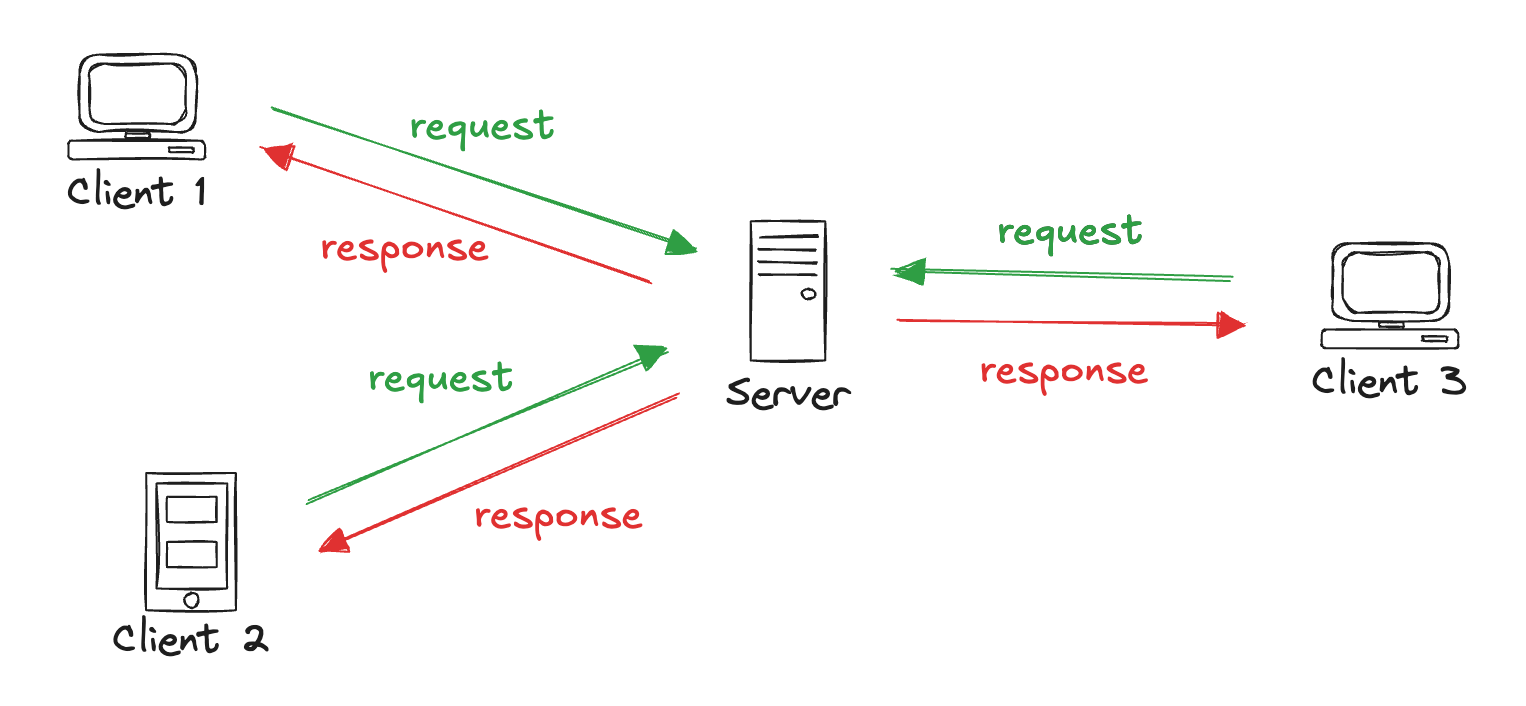 request
Client 1
response
request
Server
response
Client 3
request
response
Client 2